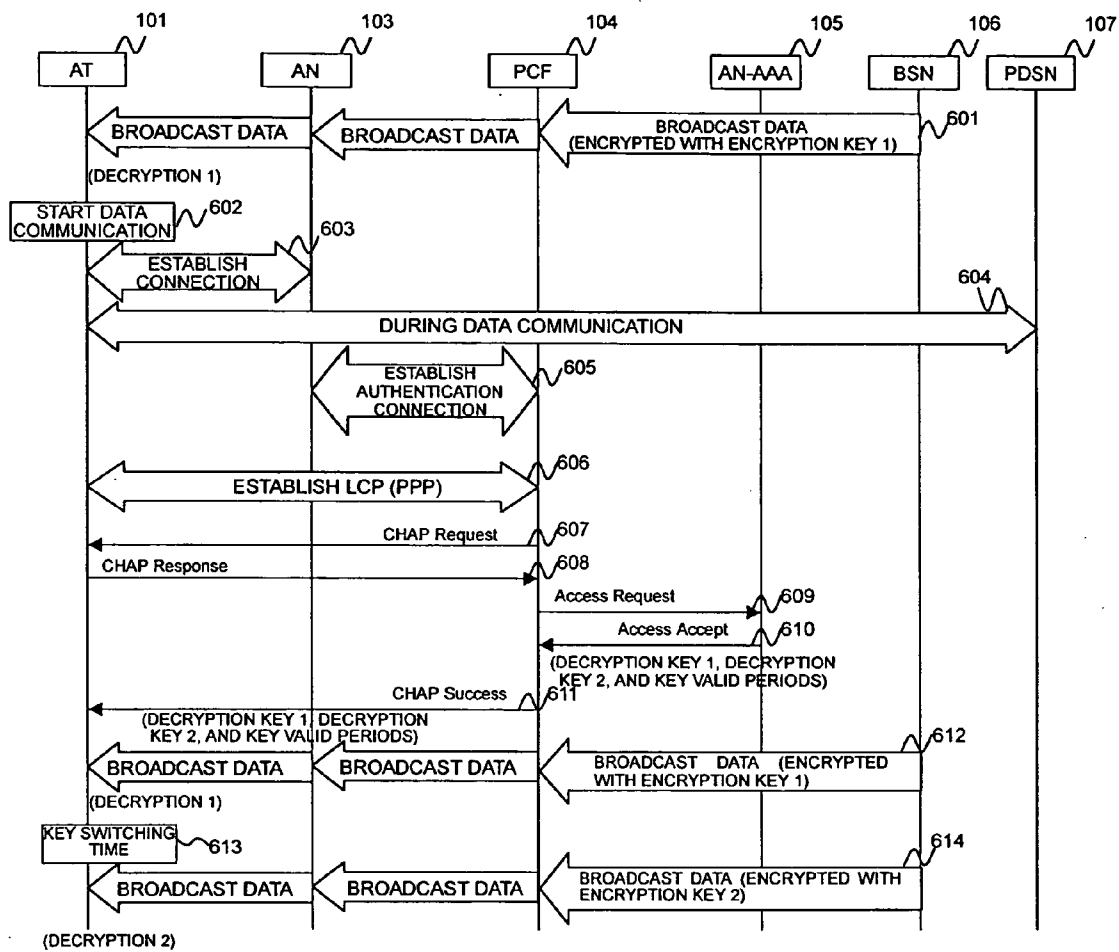 101
103
104
105
106
107
AT
AN
PCF
AN-AAA
BSN
PDSN
BROADCAST DATA
BROADCAST DATA
BROADCAST DATA
(ENCRYPTED WITH ENCRYPTION KEY 1)
601
(DECRYPTION 1)
START DATA
COMMUNICATION
602
603
ESTABLISH
CONNECTION
604
DURING DATA COMMUNICATION
ESTABLISH
AUTHENTICATION
CONNECTION
605
606
ESTABLISH LCP (PPP)
CHAP Request
607
CHAP Response
608
Access Request
609
Access Accept
610
(DECRYPTION KEY 1, DECRYPTION
KEY 2, AND KEY VALID PERIODS)
CHAP Success
611
(DECRYPTION KEY 1, DECRYPTION
KEY 2, AND KEY VALID PERIODS)
612
BROADCAST DATA
BROADCAST DATA
BROADCAST DATA (ENCRYPTED
WITH ENCRYPTION KEY 1)
(DECRYPTION 1)
KEY SWITCHING
TIME
613
614
BROADCAST DATA
BROADCAST DATA
BROADCAST DATA (ENCRYPTED WITH
ENCRYPTION KEY 2)
(DECRYPTION 2)